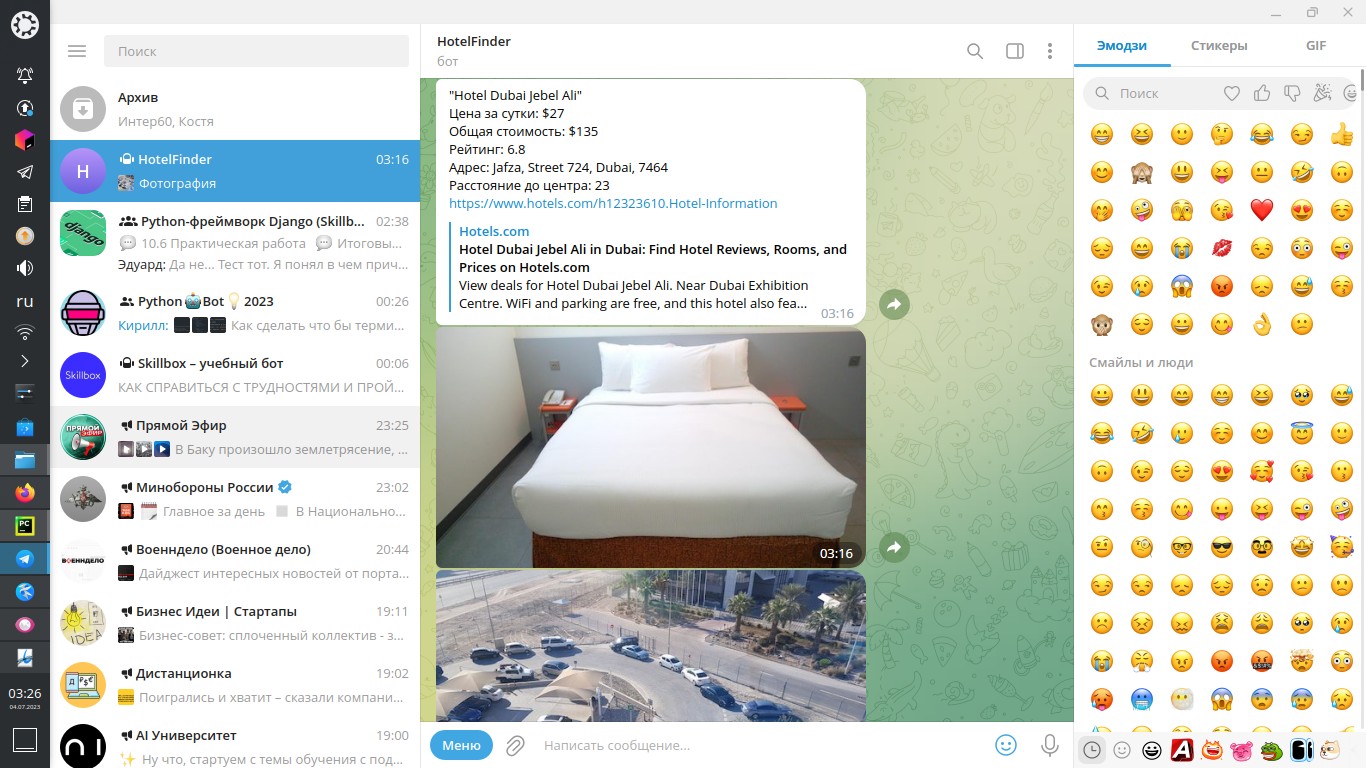 ru
03:26
04.07.2023
Поиск
Архив
Интер60, Костя
H
HotelFinder 03:16
Фотография
django
Python-фреймворк Django (Skillb... 02:38
10.6 Практическая работа Итоговы...
Эдуард: Да не... Тест тот. Я понял в чем прич...
Python Bot 2023 00:26
Кирилл: Как сделать что бы терми...
Skillbox
Skillbox – учебный бот 00:06
КАК СПРАВИТЬСЯ С ТРУДНОСТЯМИ И ПРОЙ...
ПРЯМОЙ
ЭФИР
Прямой Эфир 23:25
В Баку произошло землетрясение, ...
Минобороны России 23:02
Главное за день В Национально...
ВОЕННДЕЛО
Военндело (Военное дело) 20:44
Дайджест интересных новостей от порта...
IDEA
Бизнес Идеи | Стартапы 19:11
Бизнес-совет: сплоченный коллектив - з...
Дистанционка 19:02
Поигрались и хватит – сказали компани...
AI Университет 19:00
Ну что, стартуем с темы обучения с под...
HotelFinder
бот
"Hotel Dubai Jebel Ali"
Цена за сутки: $27
Общая стоимость: $135
Рейтинг: 6.8
Адрес: Jafza, Street 724, Dubai, 7464
Расстояние до центра: 23
https://www.hotels.com/h12323610.Hotel-Information
Hotels.com
Hotel Dubai Jebel Ali in Dubai: Find Hotel Reviews, Rooms, and
Prices on Hotels.com
View deals for Hotel Dubai Jebel Ali. Near Dubai Exhibition
Centre. WiFi and parking are free, and this hotel also fea...
03:16
03:16
Меню
Написать сообщение...
Эмодзи Стикеры GIF
Поиск
Смайлы и люди